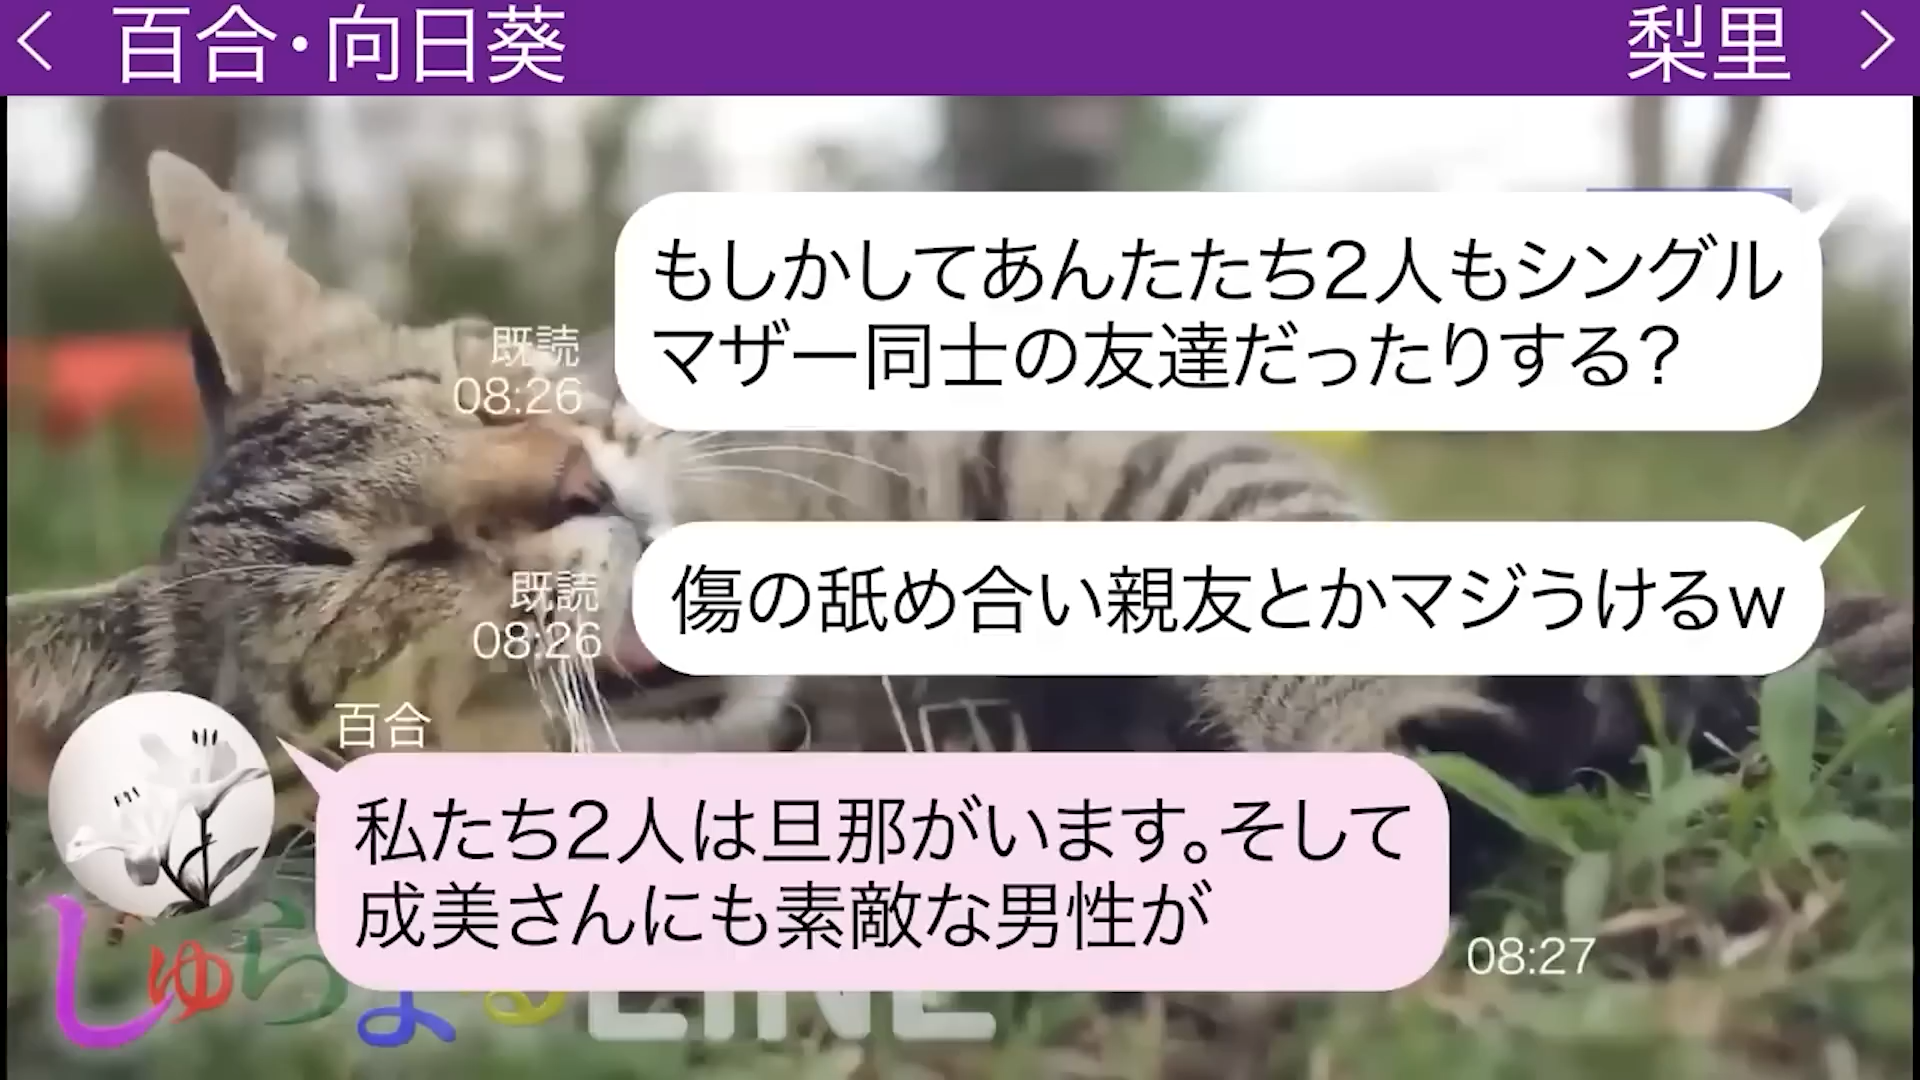 百合・向日葵
梨里
もしかしてあんたたち2人もシングル
マザー同士の友達だったりする?
既読
08:26
傷の舐め合い親友とかマジうけるw
既読
08:26
百合
私たち2人は旦那がいます。そして
成美さんにも素敵な男性が
08:27
しゅら
LINE